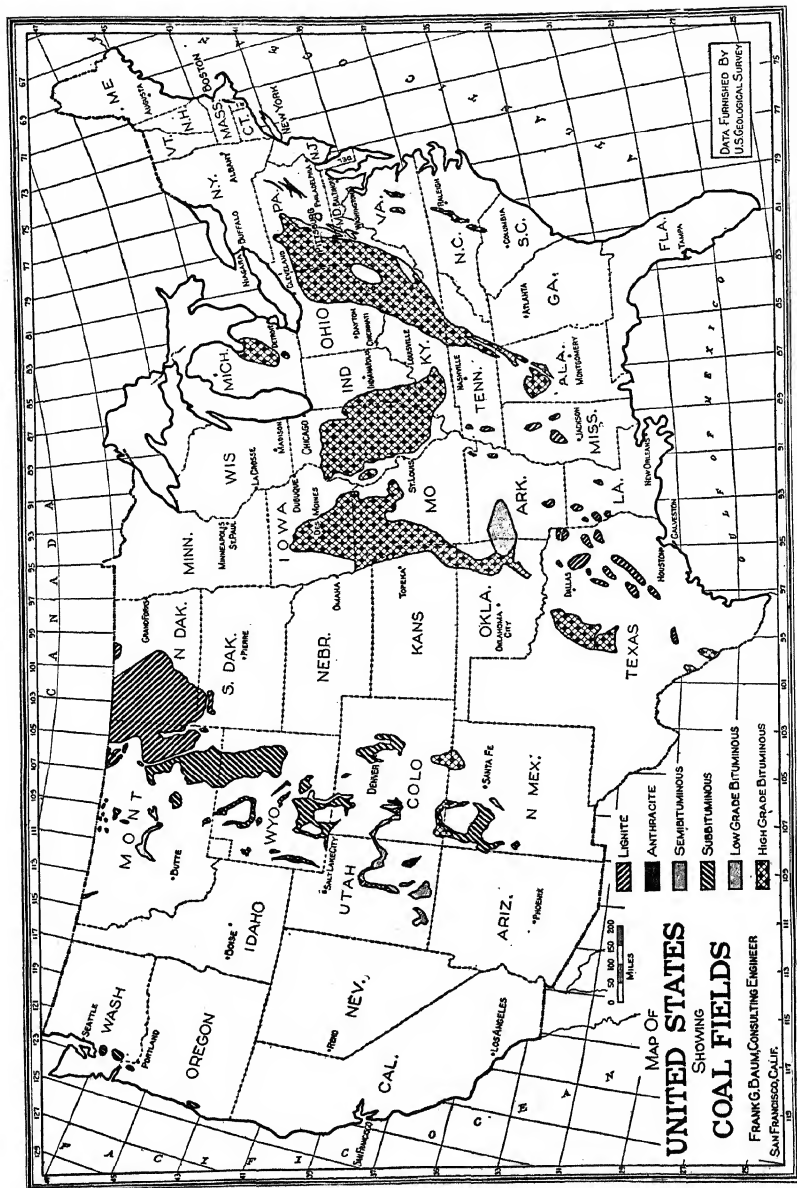 MAP OF
UNITED STATES
SHOWING
COAL FIELDS
FRANK G. BAUM, CONSULTING ENGINEER
SAN FRANCISCO, CALIF.
0 50 100 150 200
MILES
LIGNITE
ANTHRACITE
SEMIBITUMINOUS
SUBBITUMINOUS
LOW GRADE BITUMINOUS
HIGH GRADE BITUMINOUS
DATA FURNISHED BY
U.S. GEOLOGICAL SURVEY
CANADA
PACIFIC OCEAN
GULF OF MEXICO
WASH
SEATTLE
PORTLAND
OREGON
CAL.
SAN FRANCISCO
LOS ANGELES
NEV.
RENO
IDAHO
BOISE
MONT
BUTTE
WYO.
UTAH
SALT LAKE CITY
ARIZ.
PHOENIX
COLO
DENVER
N MEX.
SANTA FE
N DAK.
GRAND FORKS
S. DAK.
PIERRE
NEBR.
OMAHA
KANS
TOPEKA
OKLA.
OKLAHOMA
CITY
TEXAS
DALLAS
HOUSTON
GALVESTON
MINN.
MINNEAPOLIS
ST. PAUL
IOWA
DES MOINES
DUBUQUE
MO
ST. LOUIS
ARK.
LA.
NEW ORLEANS
WIS
LA CROSSE
MADISON
CHICAGO
MICH.
DETROIT
IND
INDIANAPOLIS
OHIO
CLEVELAND
DAYTON
CINCINNATI
KY.
LOUISVILLE
TENN.
NASHVILLE
MISS.
JACKSON
ALA.
MONTGOMERY
GA.
ATLANTA
FLA.
TAMPA
S.C.
COLUMBIA
N.C.
RALEIGH
VA.
WASHINGTON
MD.
BALTIMORE
PA.
PITTSBURG
PHILADELPHIA
N.J.
N.Y.
NIAGARA
BUFFALO
ALBANY
NEW YORK
CT.
MASS.
BOSTON
VT.
N.H.
ME
AUGUSTA